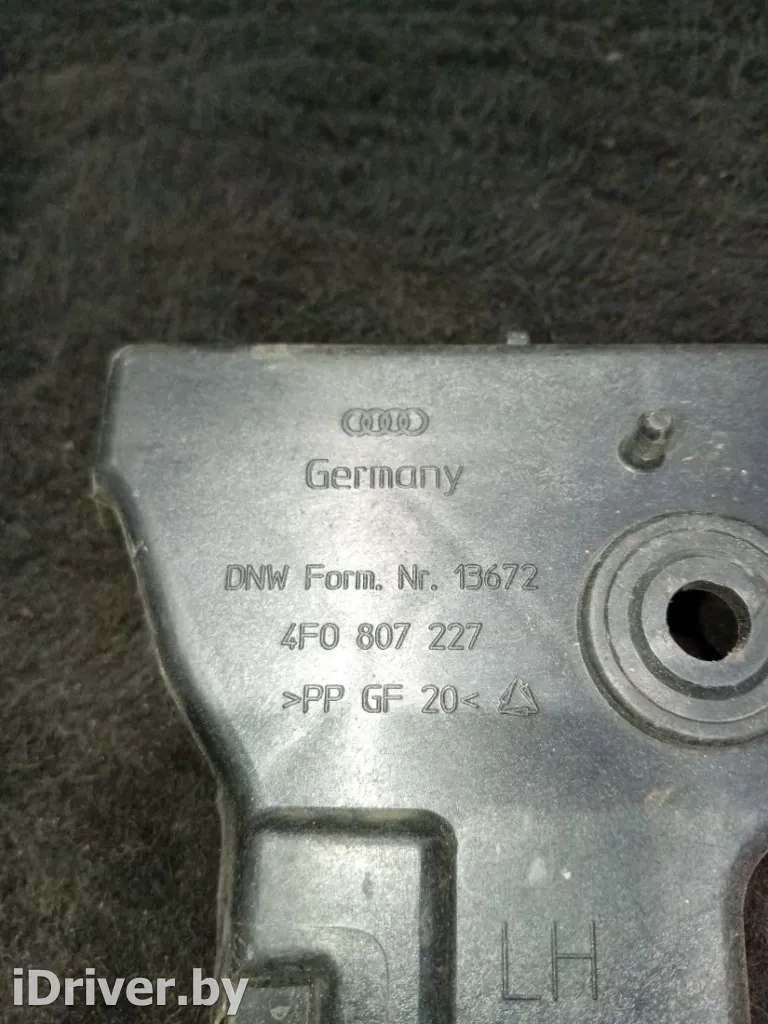 Germany
DNW Form. Nr. 13672
4F0 807 227
>PP GF 20<
LH
iDriver.by